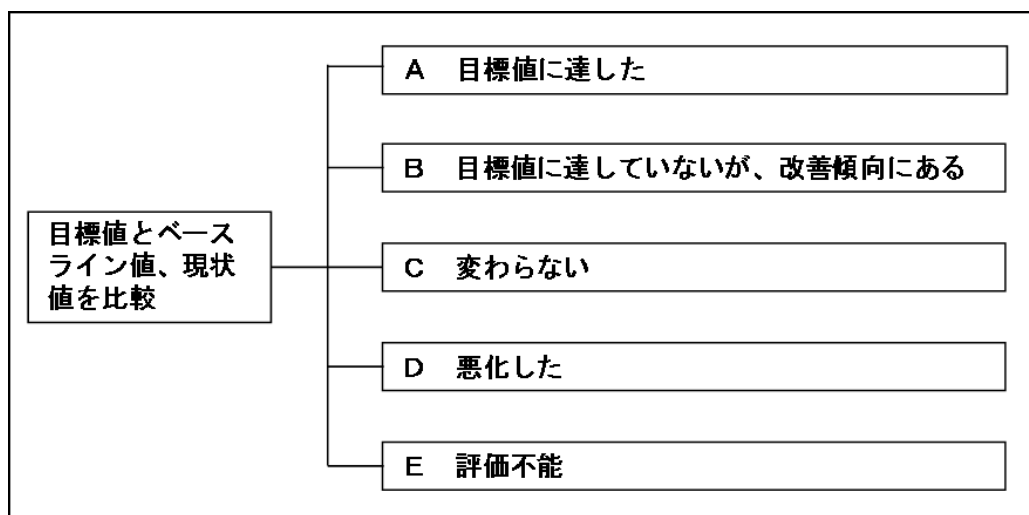 A 目標値に達した
B 目標値に達していないが、改善傾向にある
目標値とベース
ライン値、現状
値を比較
C 変わらない
D 悪化した
E 評価不能